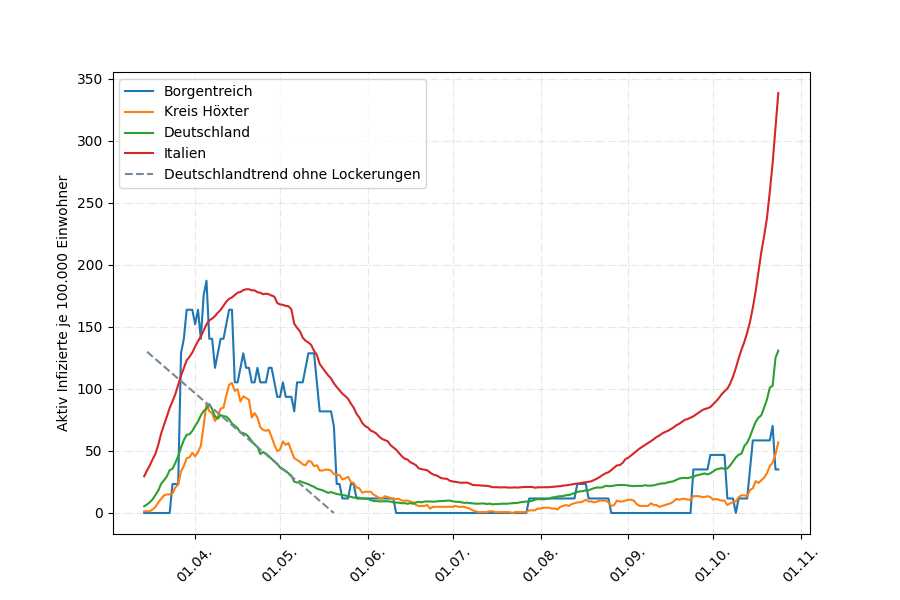 350
300
250
200
150
100
50
0
Aktiv Infizierte je 100.000 Einwohner
Borgentreich
Kreis Höxter
Deutschland
Italien
Deutschlandtrend ohne Lockerungen
01.04.
01.05.
01.06.
01.07.
01.08.
01.09.
01.10.
01.11.